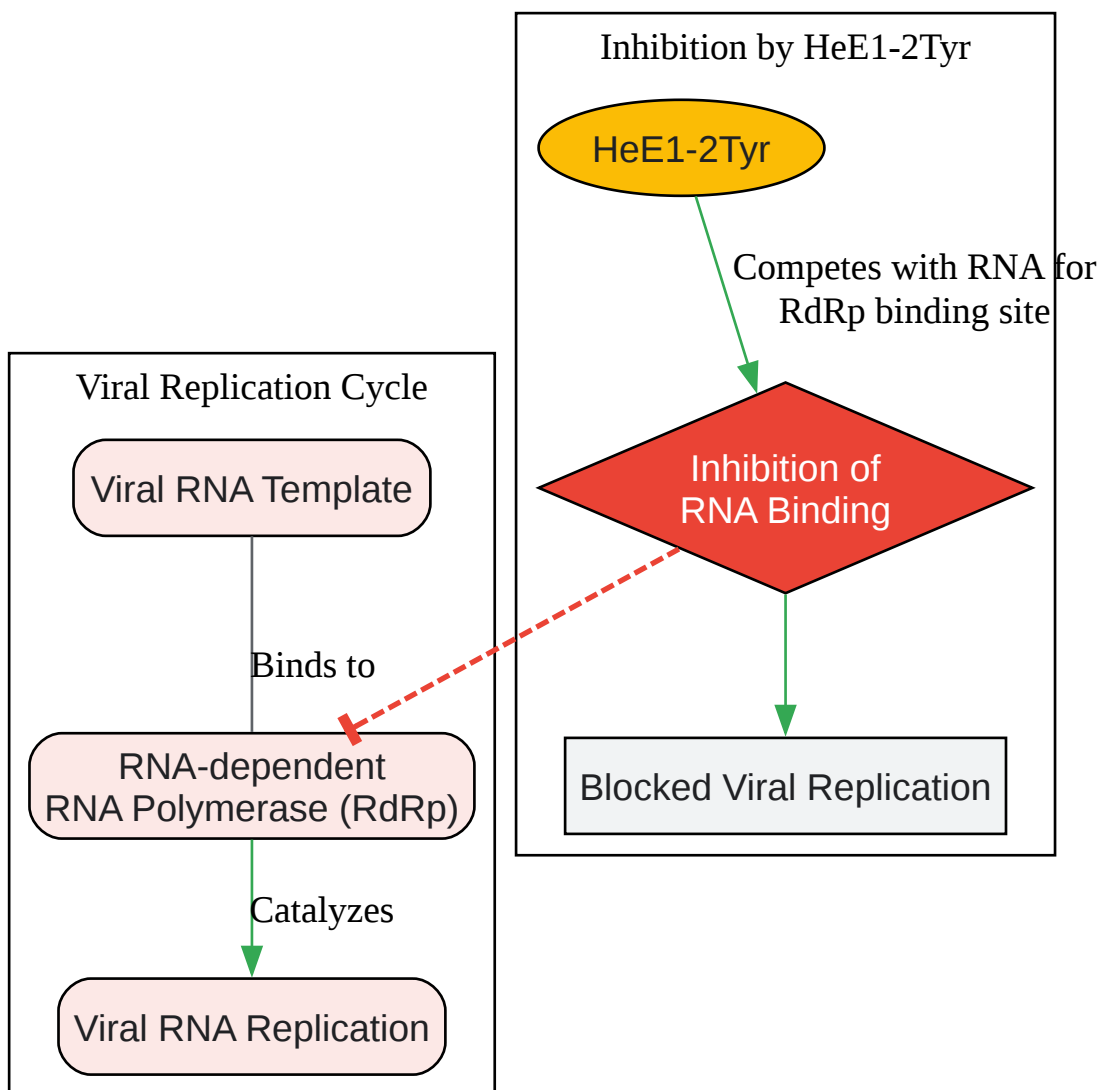 Inhibition by HeE1-2Tyr
HeE1-2Tyr
Competes with RNA for
RdRp binding site
Inhibition of
RNA Binding
Blocked Viral Replication
Viral Replication Cycle
Viral RNA Template
Binds to
RNA-dependent
RNA Polymerase (RdRp)
Catalyzes
Viral RNA Replication